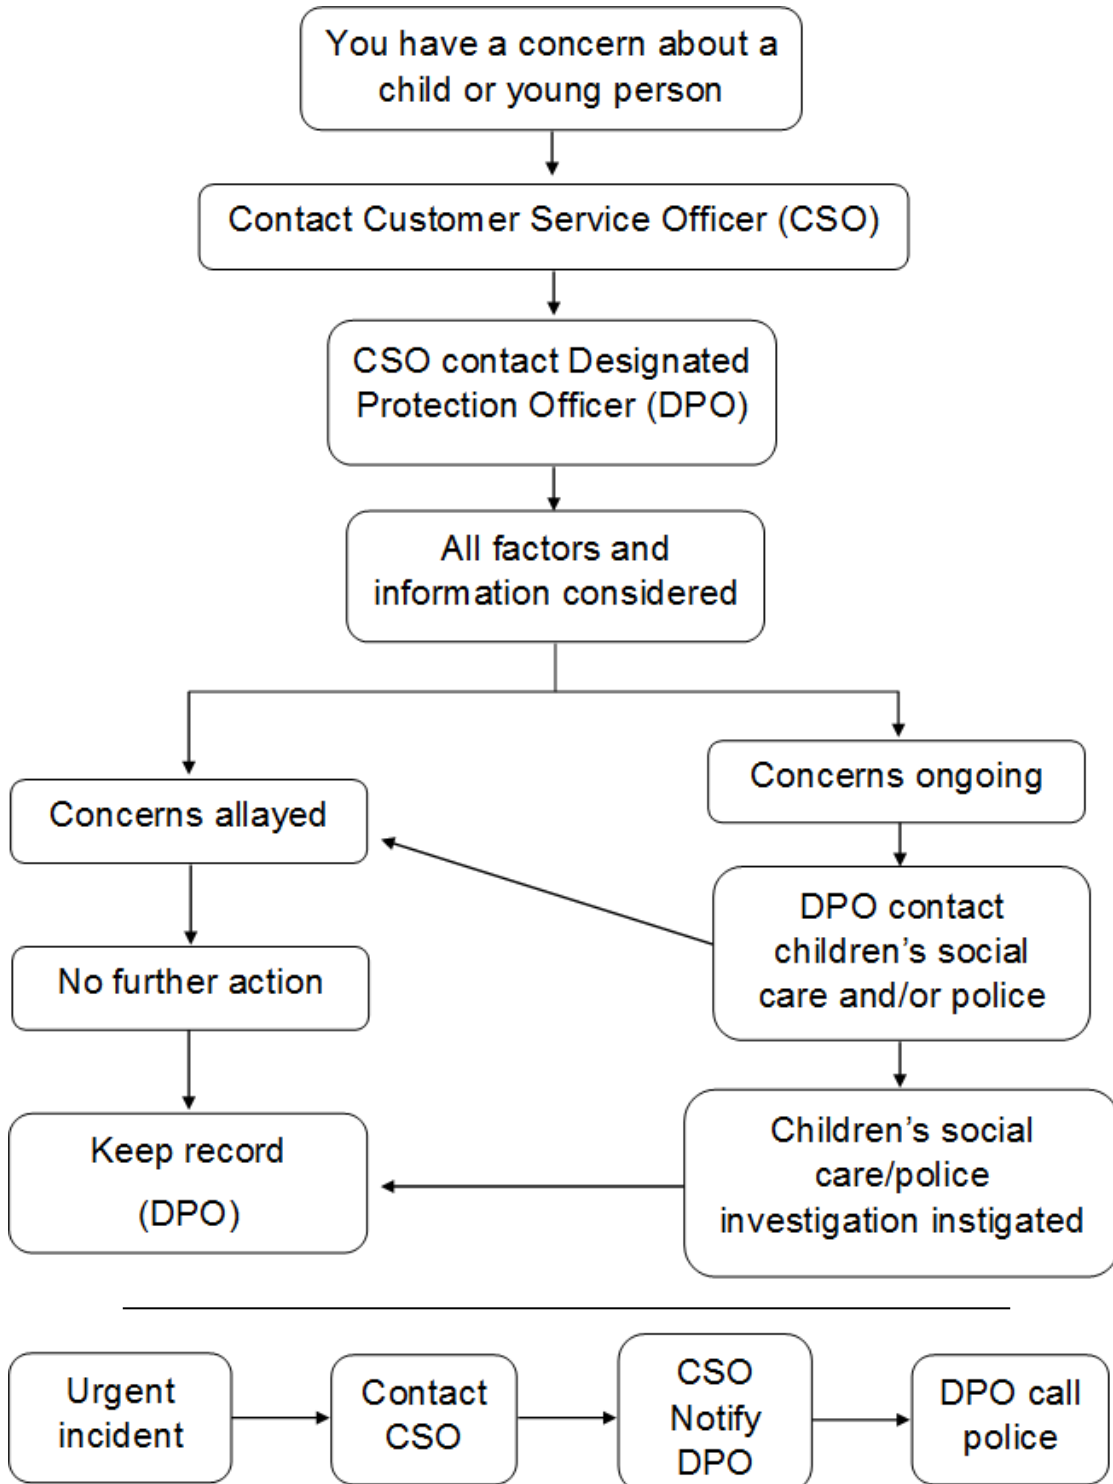 You have a concern about a
child or young person
Contact Customer Service Officer (CSO)
CSO contact Designated
Protection Officer (DPO)
All factors and
information considered
Concerns ongoing
Concerns allayed
DPO contact
children’s social
care and/or police
No further action
Children’s social
care/police
investigation instigated
Keep record
(DPO)
Urgent
incident
Contact
CSO
CSO
Notify
DPO
DPO call
police